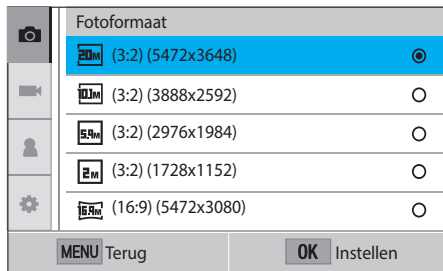 Fotoformaat
20M (3:2) (5472x3648)
10.1M (3:2) (3888x2592)
5.9M (3:2) (2976x1984)
2M (3:2) (1728x1152)
16.9M (16:9) (5472x3080)
MENU Terug OK Instellen